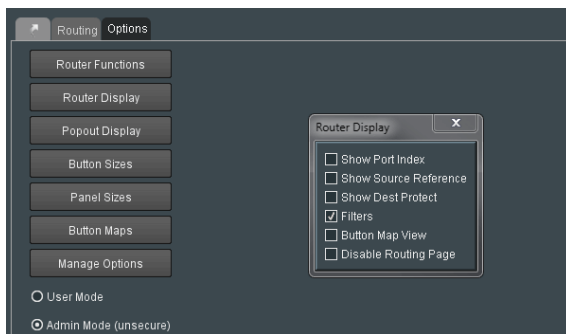 Routing Options
Router Functions
Router Display
Popout Display
Button Sizes
Panel Sizes
Button Maps
Manage Options
User Mode
Admin Mode (unsecure)
Router Display x
Show Port Index
Show Source Reference
Show Dest Protect
Filters
Button Map View
Disable Routing Page